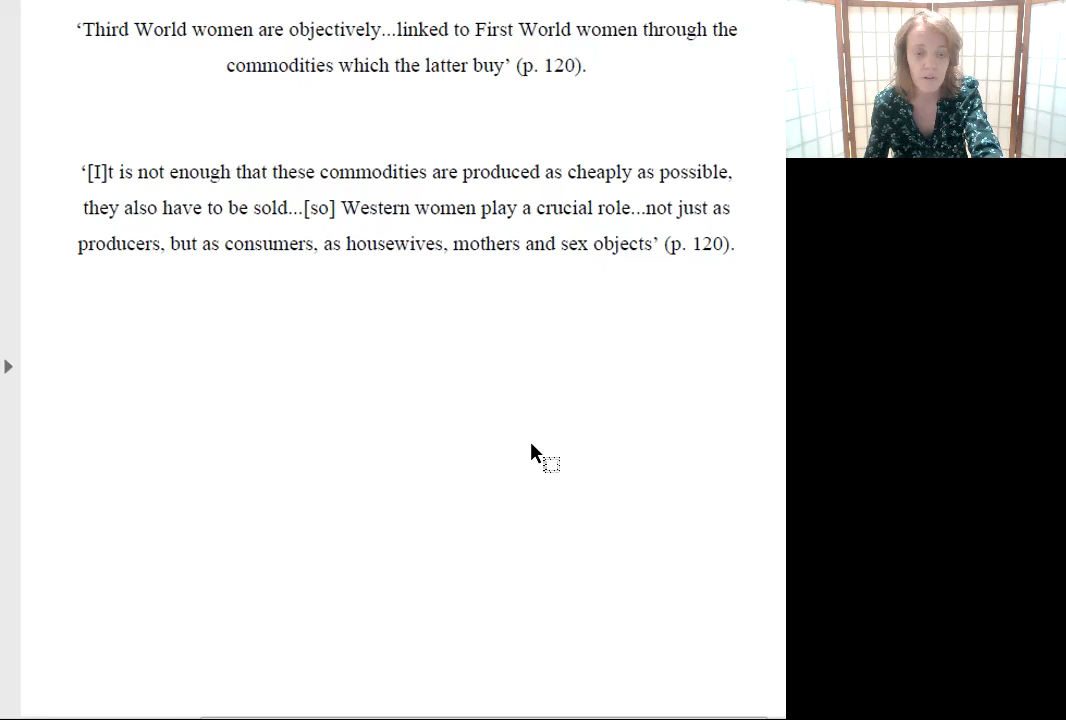 ‘Third World women are objectively...linked to First World women through the
commodities which the latter buy’ (p. 120).
‘[I]t is not enough that these commodities are produced as cheaply as possible,
they also have to be sold...[so] Western women play a crucial role...not just as
producers, but as consumers, as housewives, mothers and sex objects’ (p. 120).